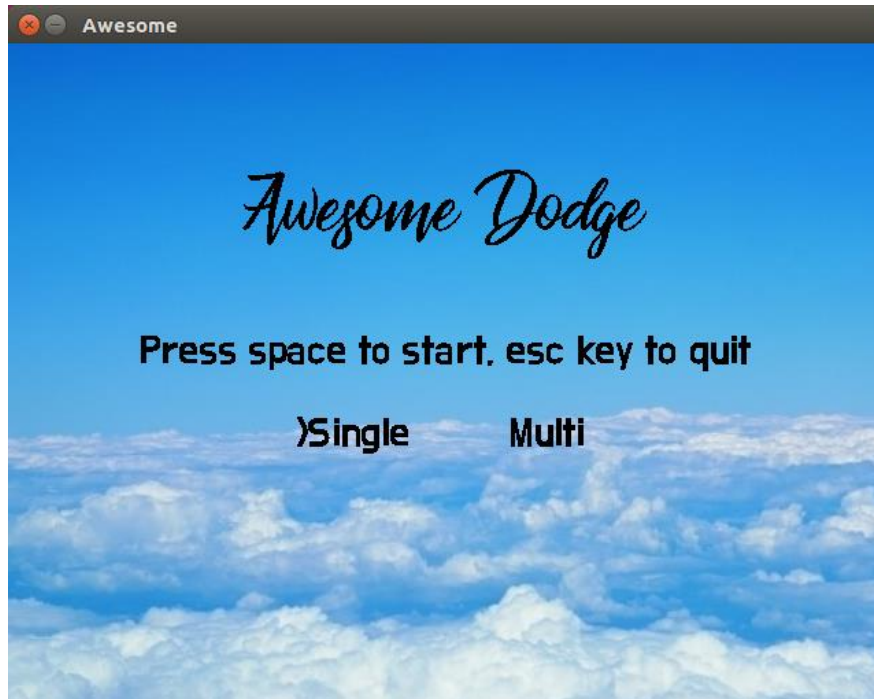 Awesome
Awesome Dodge
Press space to start, esc key to quit
>Single Multi